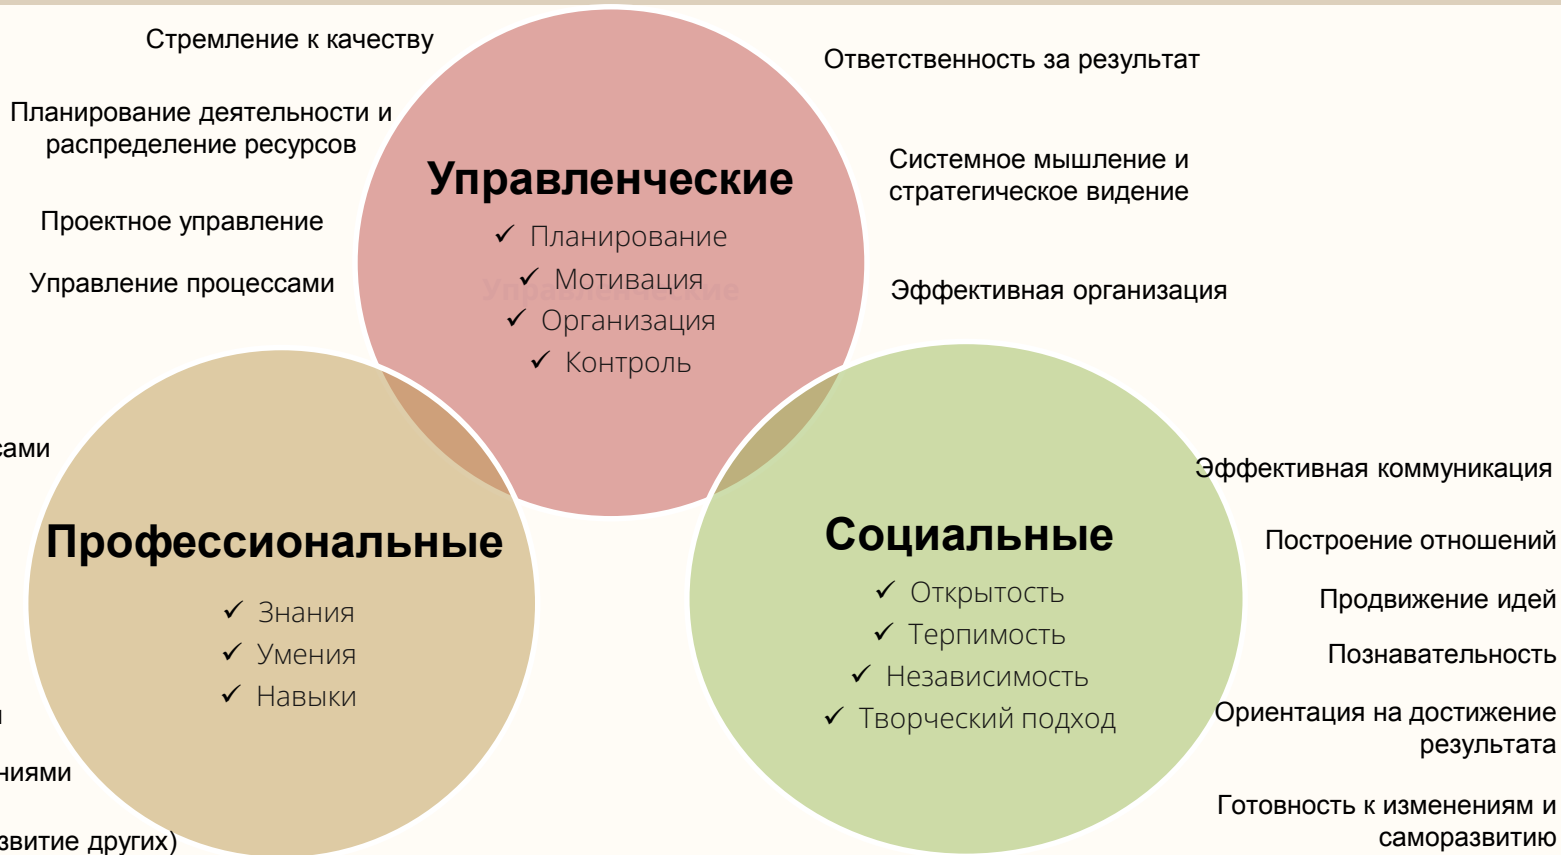 Стремление к качеству
Ответственность за результат
Планирование деятельности и
распределение ресурсов
Системное мышление и
стратегическое видение
Проектное управление
Управление процессами
Эффективная организация
Управленческие
✓ Планирование
✓ Мотивация
Управленческие
✓ Организация
✓ Контроль
сами
Профессиональные
✓ Знания
✓ Умения
✓ Навыки
ниями
звитие других)
Социальные
✓ Открытость
✓ Терпимость
✓ Независимость
✓ Творческий подход
Эффективная коммуникация
Построение отношений
Продвижение идей
Познавательность
Ориентация на достижение
результата
Готовность к изменениям и
саморазвитию